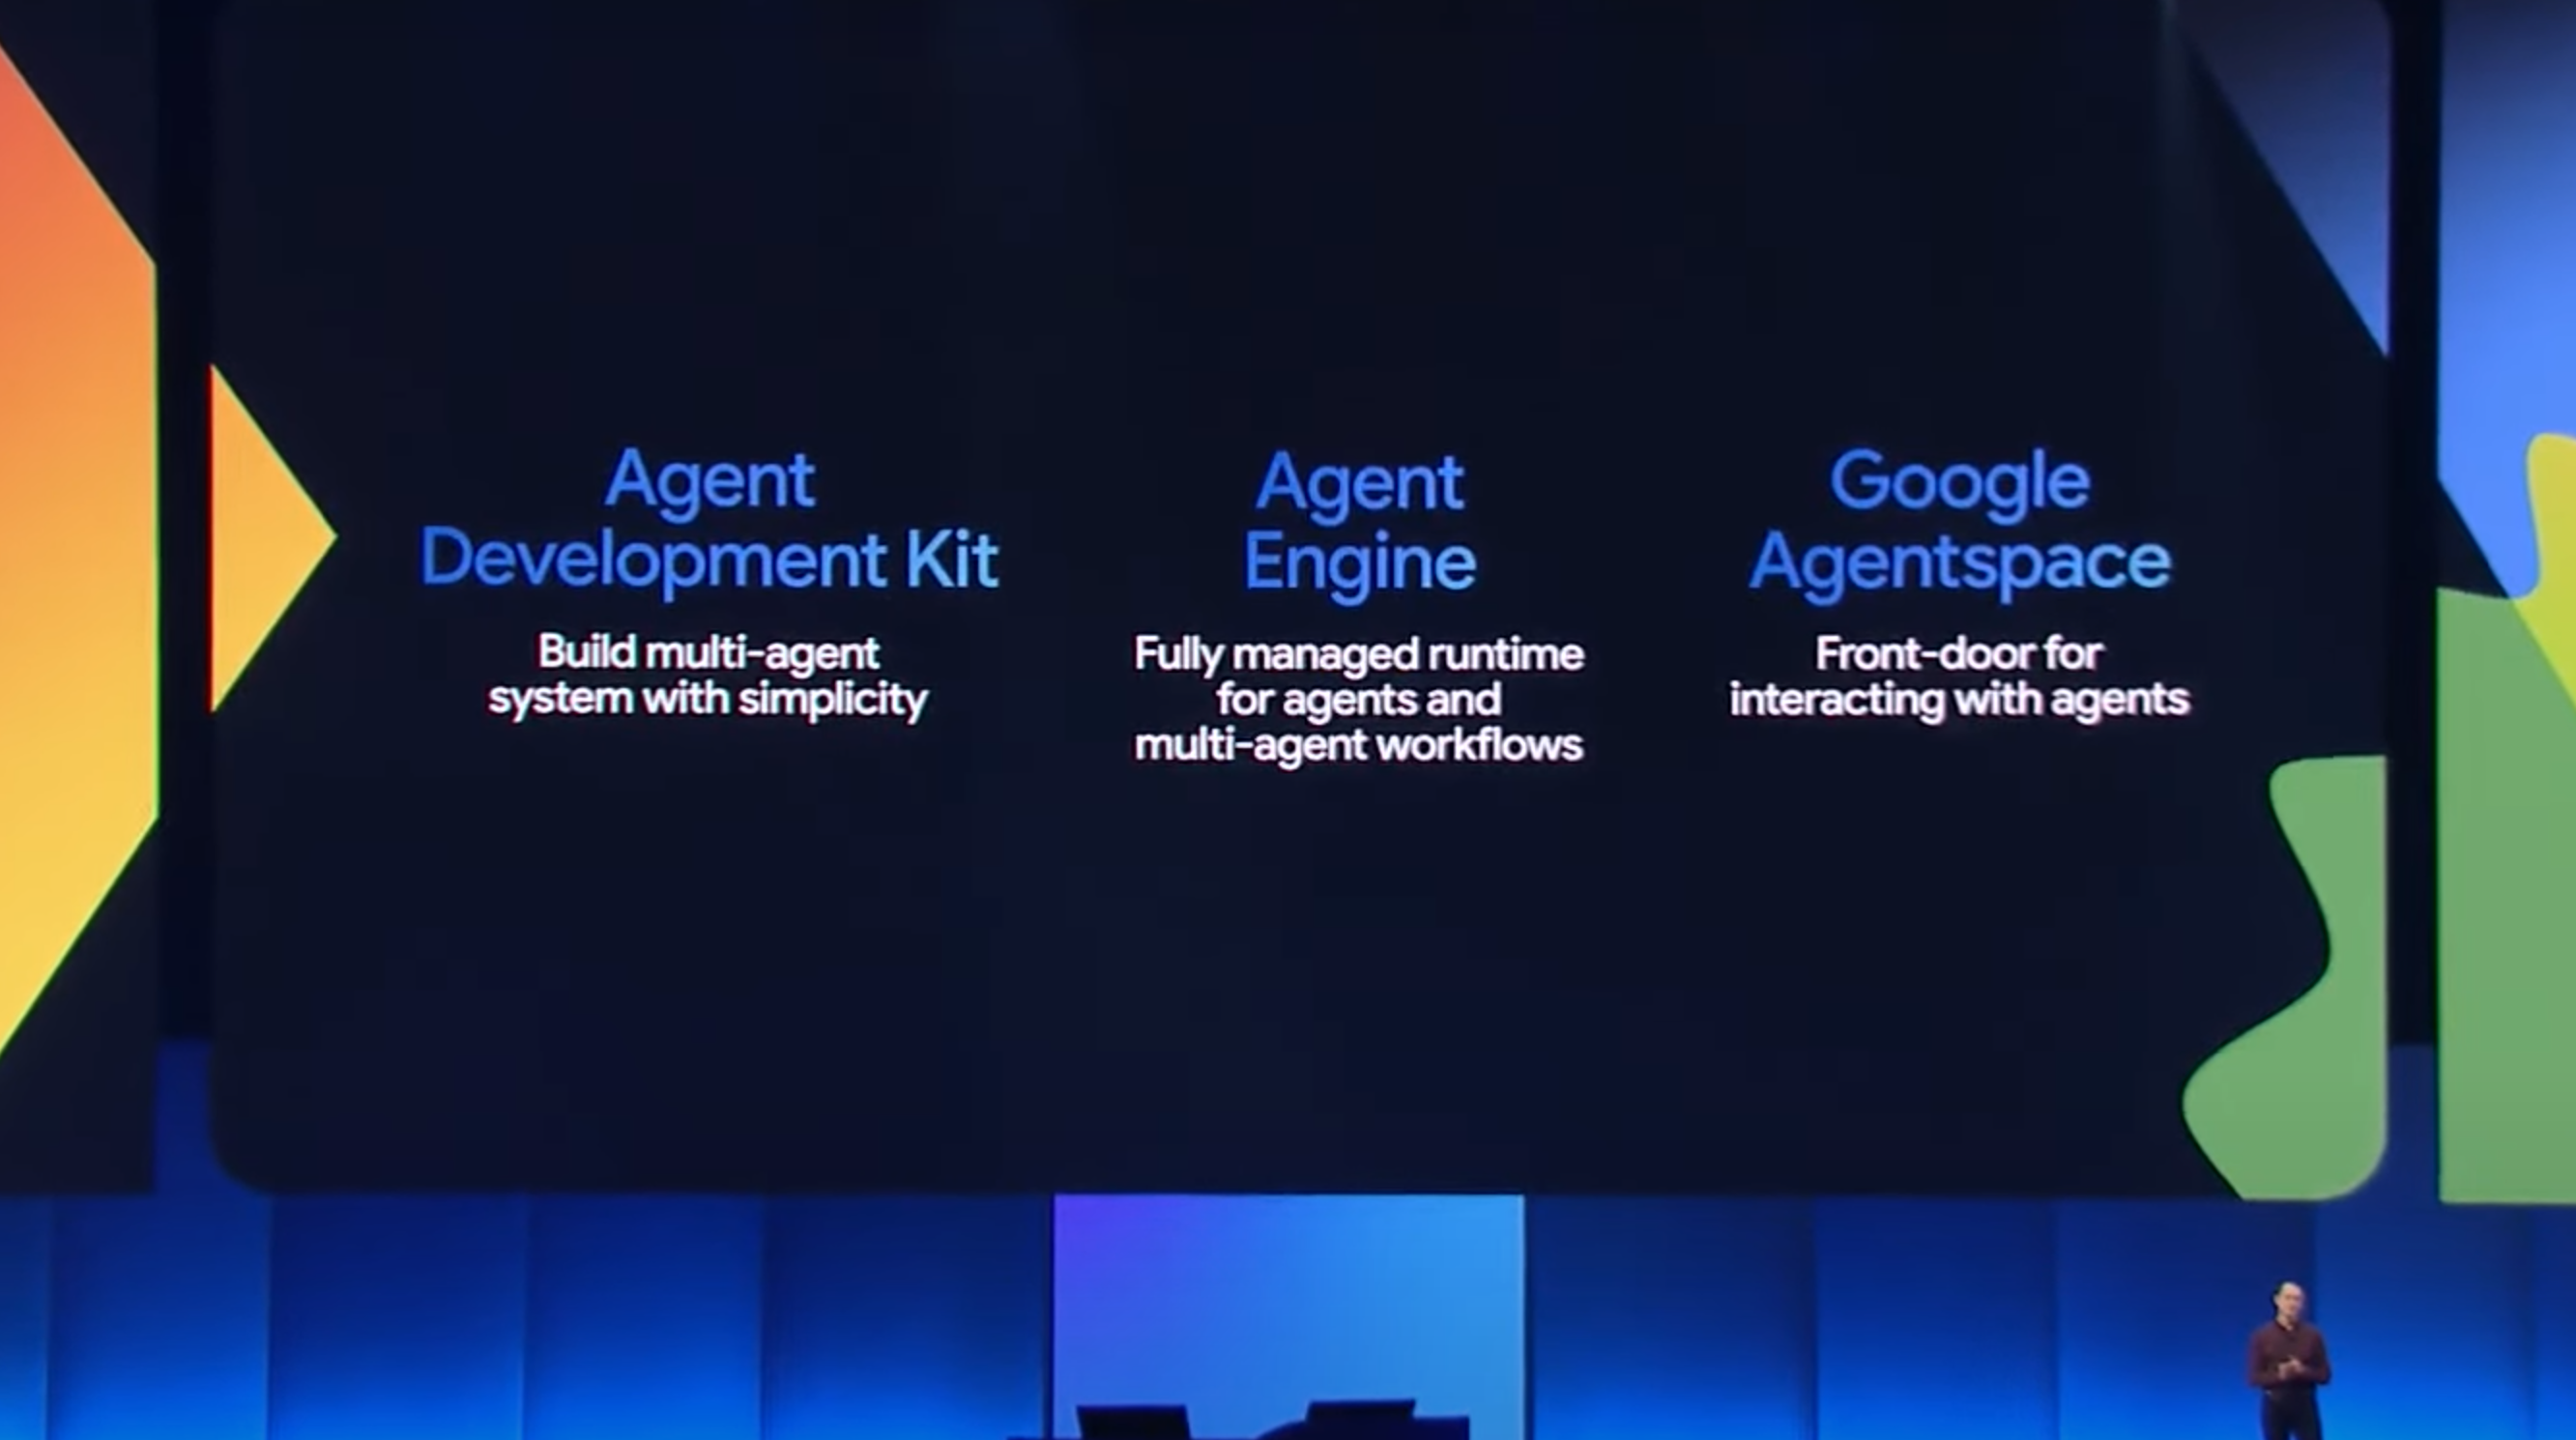 Agent
Development Kit
Build multi-agent
system with simplicity
Agent
Engine
Fully managed runtime
for agents and
multi-agent workflows
Google
Agentspace
Front-door for
interacting with agents